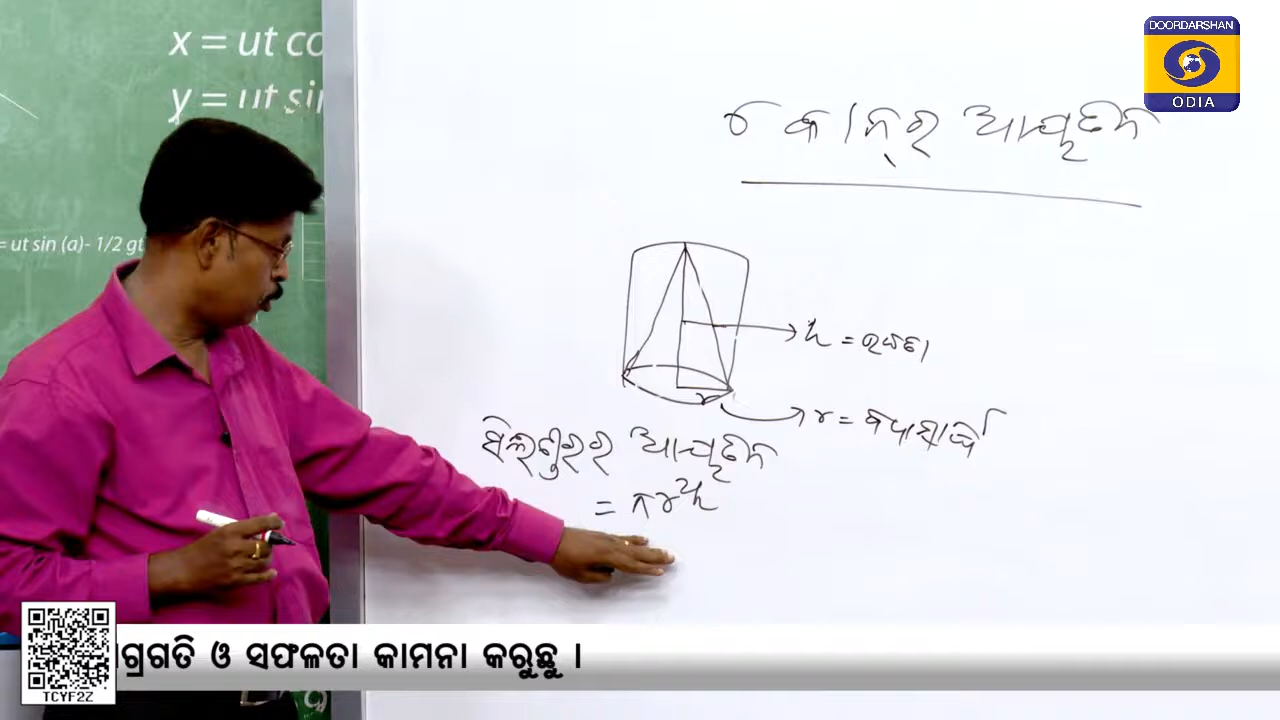 DOORDARSHAN
ODIA
x = ut co
y = ut sin
= ut sin (a)- 1/2 gt
କୋନ୍‌ର ଆୟତନ
h = ଉଚ୍ଚତା
r
r = ବ୍ୟାସାର୍ଦ୍ଧ
ସିଲିଣ୍ଡରର ଆୟତନ
= πr²h
ଗ୍ରଗତି ଓ ସଫଳତା କାମନା କରୁଛୁ ।
TCYF2Z